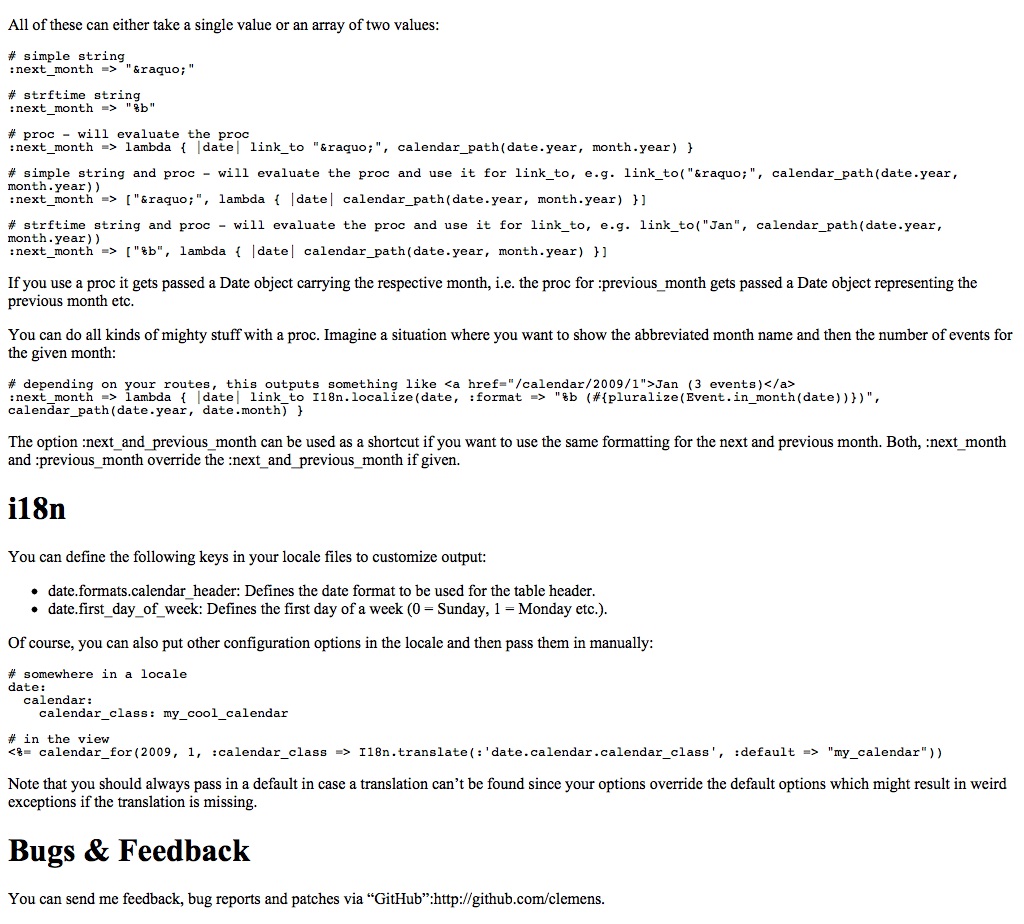 All of these can either take a single value or an array of two values:
# simple string
:next_month => "&raquo;"
# strftime string
:next_month => "%b"
# proc - will evaluate the proc
:next_month => lambda { |date| link_to "&raquo;", calendar_path(date.year, month.year) }
# simple string and proc - will evaluate the proc and use it for link_to, e.g. link_to("&raquo;", calendar_path(date.year,
month.year))
:next_month => ["&raquo;", lambda { |date| calendar_path(date.year, month.year) }]
# strftime string and proc - will evaluate the proc and use it for link_to, e.g. link_to("Jan", calendar_path(date.year,
month.year))
:next_month => ["%b", lambda { |date| calendar_path(date.year, month.year) }]
If you use a proc it gets passed a Date object carrying the respective month, i.e. the proc for :previous_month gets passed a Date object representing the
previous month etc.
You can do all kinds of mighty stuff with a proc. Imagine a situation where you want to show the abbreviated month name and then the number of events for
the given month:
# depending on your routes, this outputs something like <a href="/calendar/2009/1">Jan (3 events)</a>
:next_month => lambda { |date| link_to I18n.localize(date, :format => "%b (#{pluralize(Event.in_month(date))})",
calendar_path(date.year, date.month) }
The option :next_and_previous_month can be used as a shortcut if you want to use the same formatting for the next and previous month. Both, :next_month
and :previous_month override the :next_and_previous_month if given.
i18n
You can define the following keys in your locale files to customize output:
• date.formats.calendar_header: Defines the date format to be used for the table header.
• date.first_day_of_week: Defines the first day of a week (0 = Sunday, 1 = Monday etc.).
Of course, you can also put other configuration options in the locale and then pass them in manually:
# somewhere in a locale
date:
  calendar:
    calendar_class: my_cool_calendar
# in the view
<%= calendar_for(2009, 1, :calendar_class => I18n.translate(:'date.calendar.calendar_class', :default => "my_calendar"))
Note that you should always pass in a default in case a translation can’t be found since your options override the default options which might result in weird
exceptions if the translation is missing.
Bugs & Feedback
You can send me feedback, bug reports and patches via “GitHub”:http://github.com/clemens.